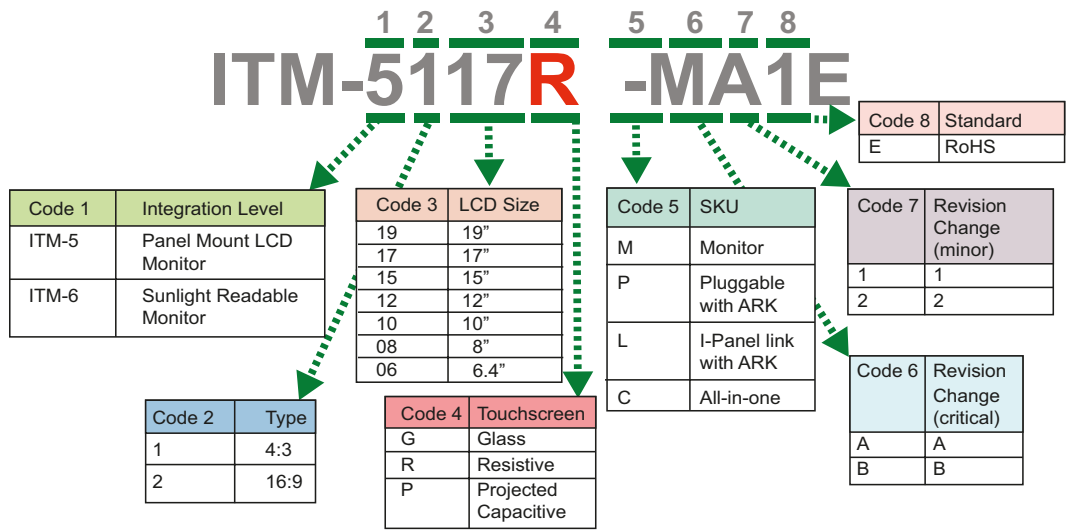 1 2 3 4 5 6 7 8
ITM-5117R -MA1E
Code 8 Standard
E RoHS
Code 1 Integration Level
ITM-5 Panel Mount LCD
Monitor
ITM-6 Sunlight Readable
Monitor
Code 3 LCD Size
19 19”
17 17”
15 15”
12 12”
10 10”
08 8”
06 6.4”
Code 5 SKU
M Monitor
P Pluggable
with ARK
L I-Panel link
with ARK
C All-in-one
Code 7 Revision
Change
(minor)
1 1
2 2
Code 2 Type
1 4:3
2 16:9
Code 4 Touchscreen
G Glass
R Resistive
P Projected
Capacitive
Code 6 Revision
Change
(critical)
A A
B B